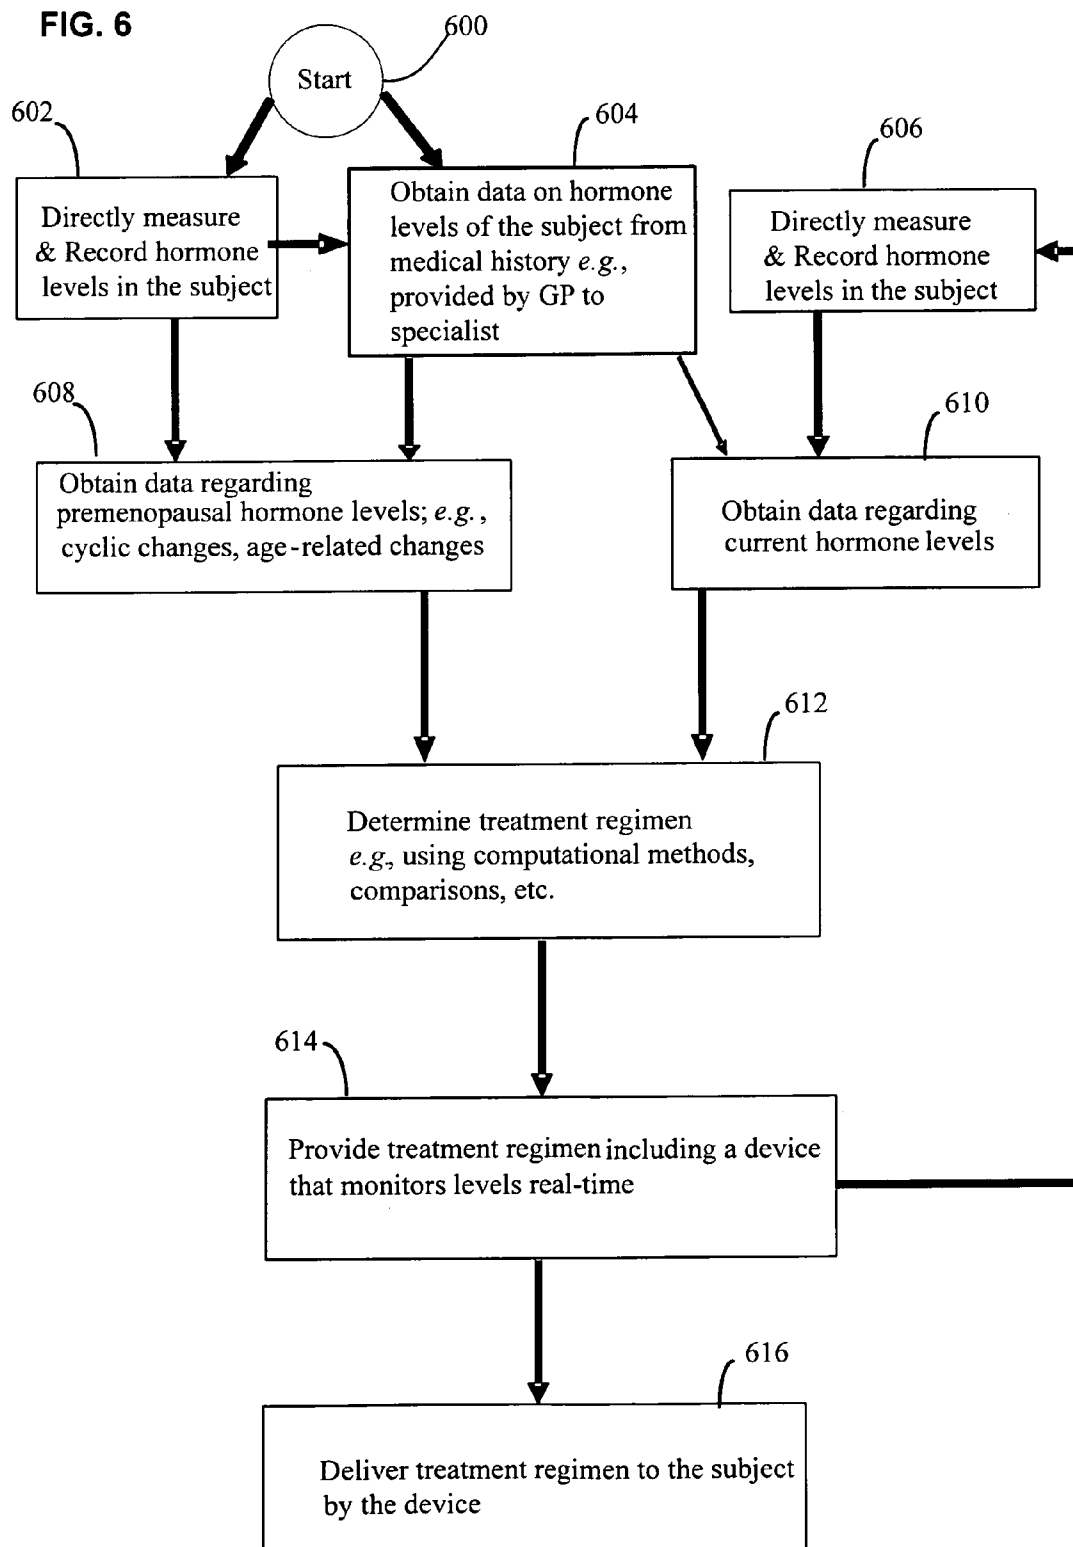 FIG. 6
600
Start
602
604
606
Directly measure
& Record hormone
levels in the subject
Obtain data on hormone
levels of the subject from
medical history e.g.,
provided by GP to
specialist
Directly measure
& Record hormone
levels in the subject
608
610
Obtain data regarding
premenopausal hormone levels; e.g.,
cyclic changes, age-related changes
Obtain data regarding
current hormone levels
612
Determine treatment regimen
e.g., using computational methods,
comparisons, etc.
614
Provide treatment regimen including a device
that monitors levels real-time
616
Deliver treatment regimen to the subject
by the device